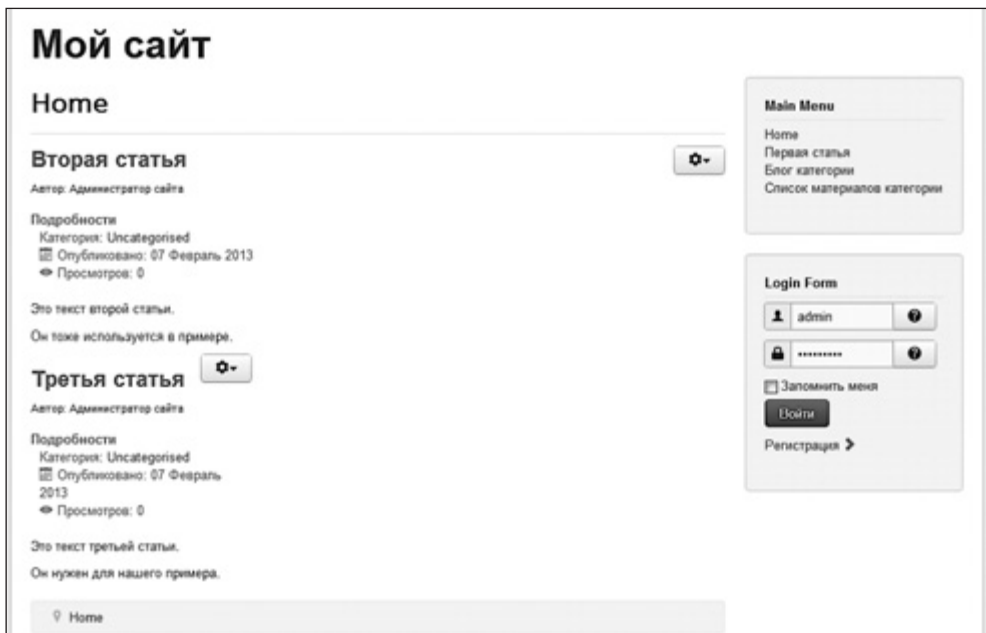 Мой сайт
Home
Вторая статья
Автор: Администратор сайта
Подробности
Категория: Uncategorised
Опубликовано: 07 Февраль 2013
Просмотров: 0
Это текст второй статьи.
Он тоже используется в примере.
Третья статья
Автор: Администратор сайта
Подробности
Категория: Uncategorised
Опубликовано: 07 Февраль
2013
Просмотров: 0
Это текст третьей статьи.
Он нужен для нашего примера.
Home
Main Menu
Home
Первая статья
Блог категории
Список материалов категории
Login Form
admin
Запомнить меня
Войти
Регистрация